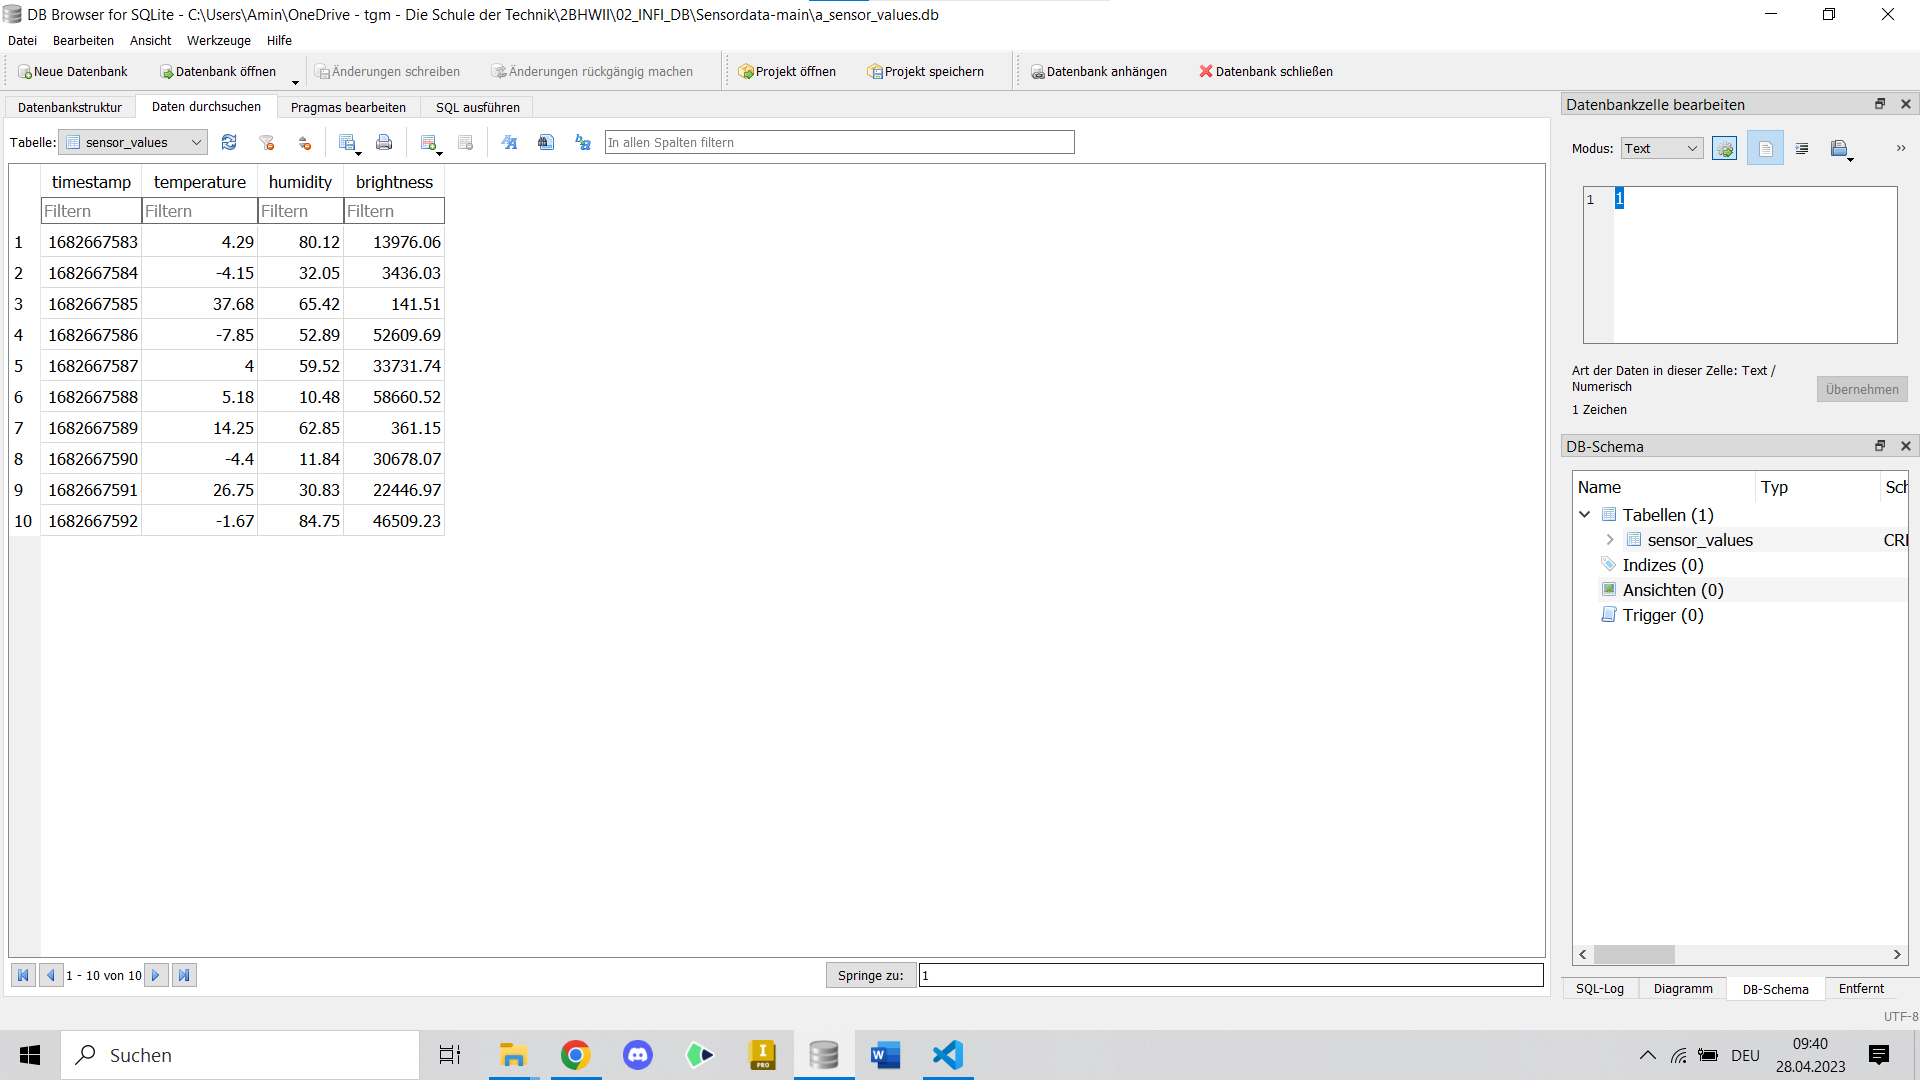 DB Browser for SQLite - C:\Users\Amin\OneDrive - tgm - Die Schule der Technik\2BHWII\02_INFI_DB\Sensordata-main\a_sensor_values.db
Datei Bearbeiten Ansicht Werkzeuge Hilfe
Neue Datenbank Datenbank öffnen Änderungen schreiben Änderungen rückgängig machen Projekt öffnen Projekt speichern Datenbank anhängen Datenbank schließen
Datenbankstruktur Daten durchsuchen Pragmas bearbeiten SQL ausführen
Tabelle: sensor_values In allen Spalten filtern
timestamp temperature humidity brightness
Filtern Filtern Filtern Filtern
1 1682667583 4.29 80.12 13976.06
2 1682667584 -4.15 32.05 3436.03
3 1682667585 37.68 65.42 141.51
4 1682667586 -7.85 52.89 52609.69
5 1682667587 4 59.52 33731.74
6 1682667588 5.18 10.48 58660.52
7 1682667589 14.25 62.85 361.15
8 1682667590 -4.4 11.84 30678.07
9 1682667591 26.75 30.83 22446.97
10 1682667592 -1.67 84.75 46509.23
1 - 10 von 10 Springe zu: 1
Datenbankzelle bearbeiten
Modus: Text
1 1
Art der Daten in dieser Zelle: Text /
Numerisch
Übernehmen
1 Zeichen
DB-Schema
Name Typ Sch
Tabellen (1)
sensor_values CRE
Indizes (0)
Ansichten (0)
Trigger (0)
SQL-Log Diagramm DB-Schema Entfernt
UTF-8
Suchen
I
PRO
W
DEU
09:40
28.04.2023